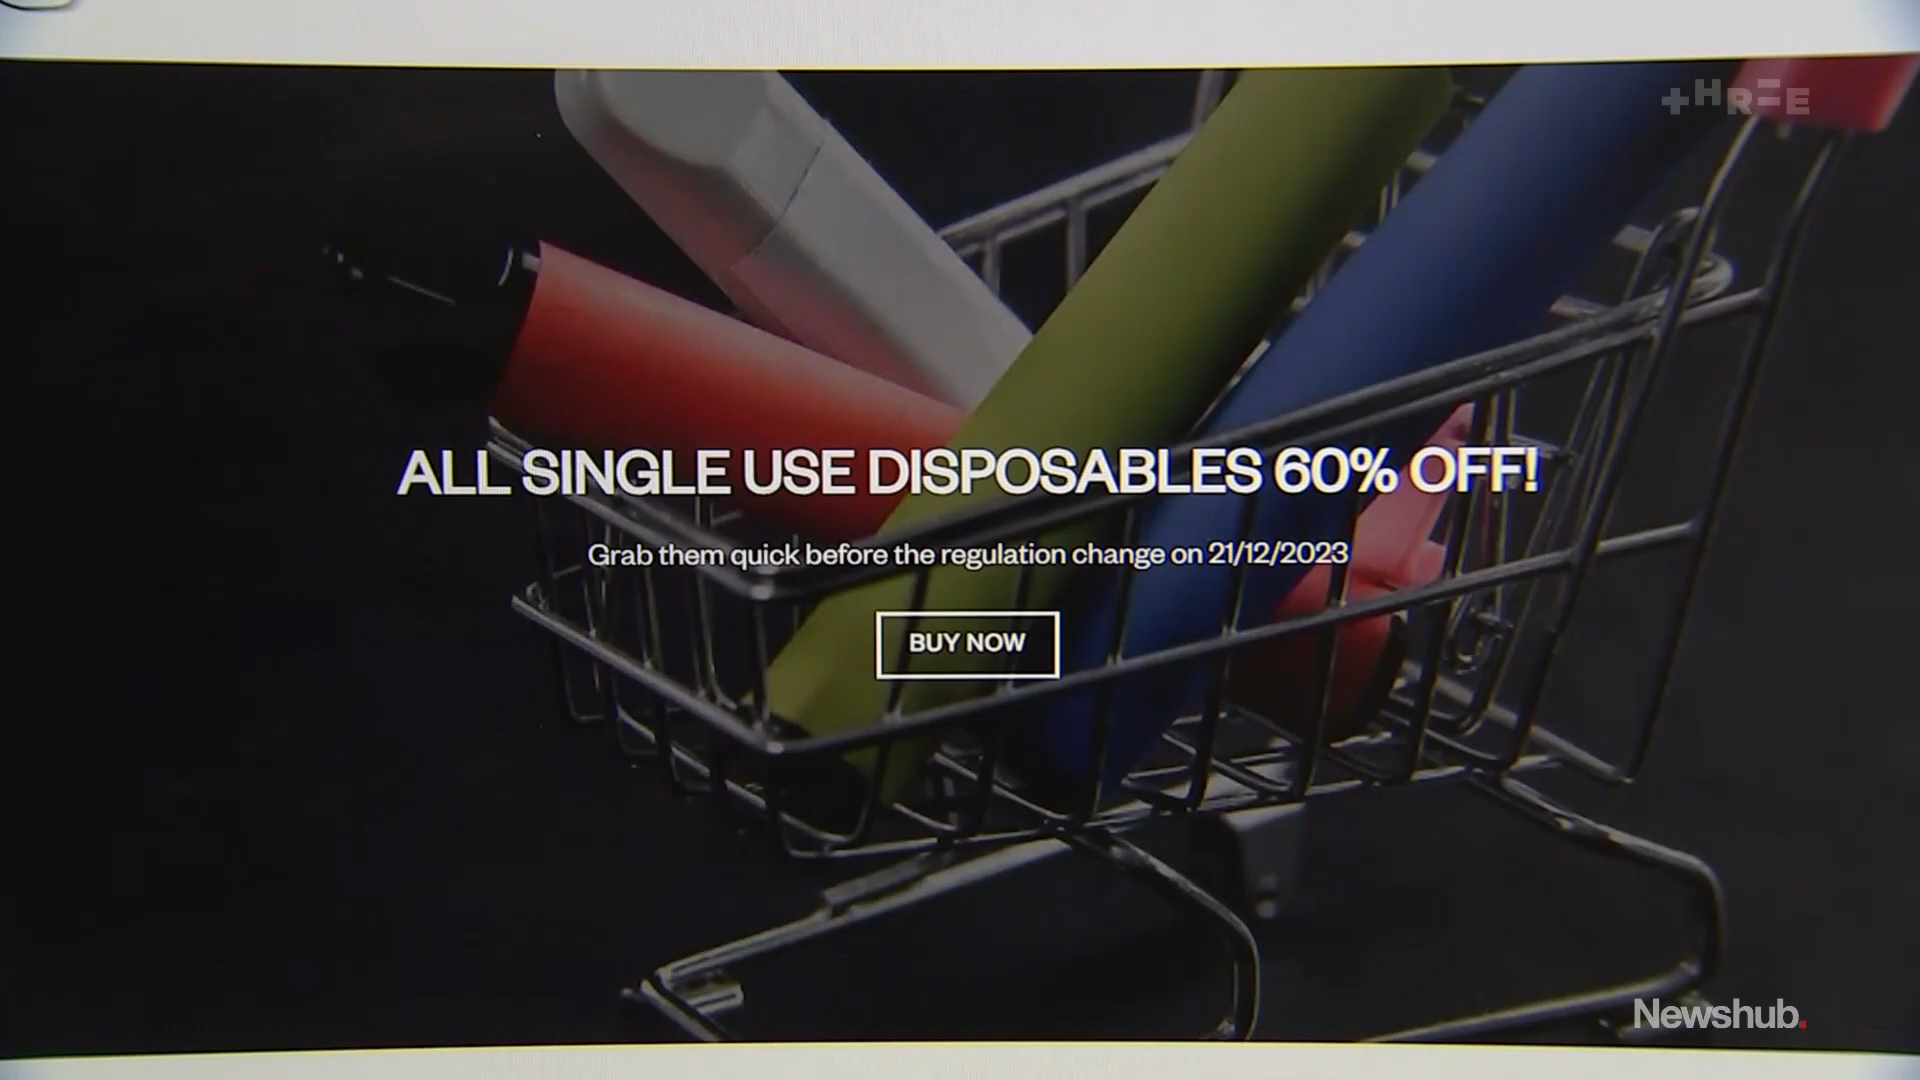 THREE
ALL SINGLE USE DISPOSABLES 60% OFF!
Grab them quick before the regulation change on 21/12/2023
BUY NOW
Newshub.